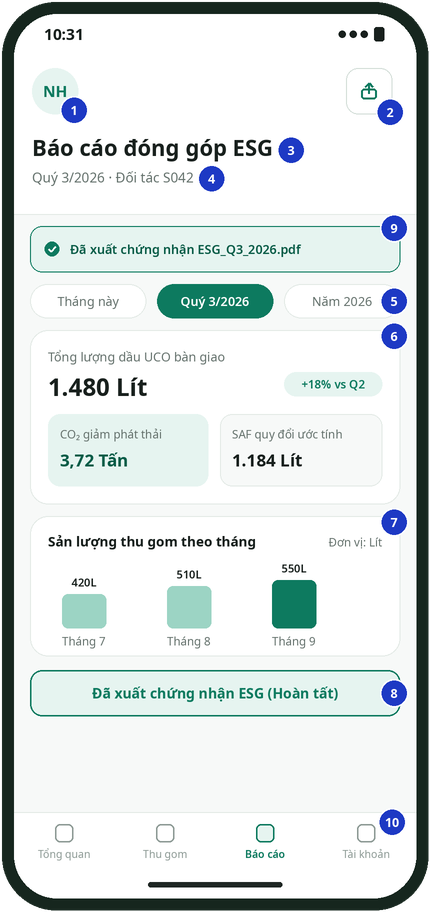 10:31
NH
1
2
Báo cáo đóng góp ESG 3
Quý 3/2026 · Đối tác S042 4
9
Đã xuất chứng nhận ESG_Q3_2026.pdf
Tháng này Quý 3/2026 Năm 2026 5
6
Tổng lượng dầu UCO bàn giao
1.480 Lít +18% vs Q2
CO₂ giảm phát thải SAF quy đổi ước tính
3,72 Tấn 1.184 Lít
7
Sản lượng thu gom theo tháng Đơn vị: Lít
420L 510L 550L
Tháng 7 Tháng 8 Tháng 9
Đã xuất chứng nhận ESG (Hoàn tất) 8
10
Tổng quan Thu gom Báo cáo Tài khoản